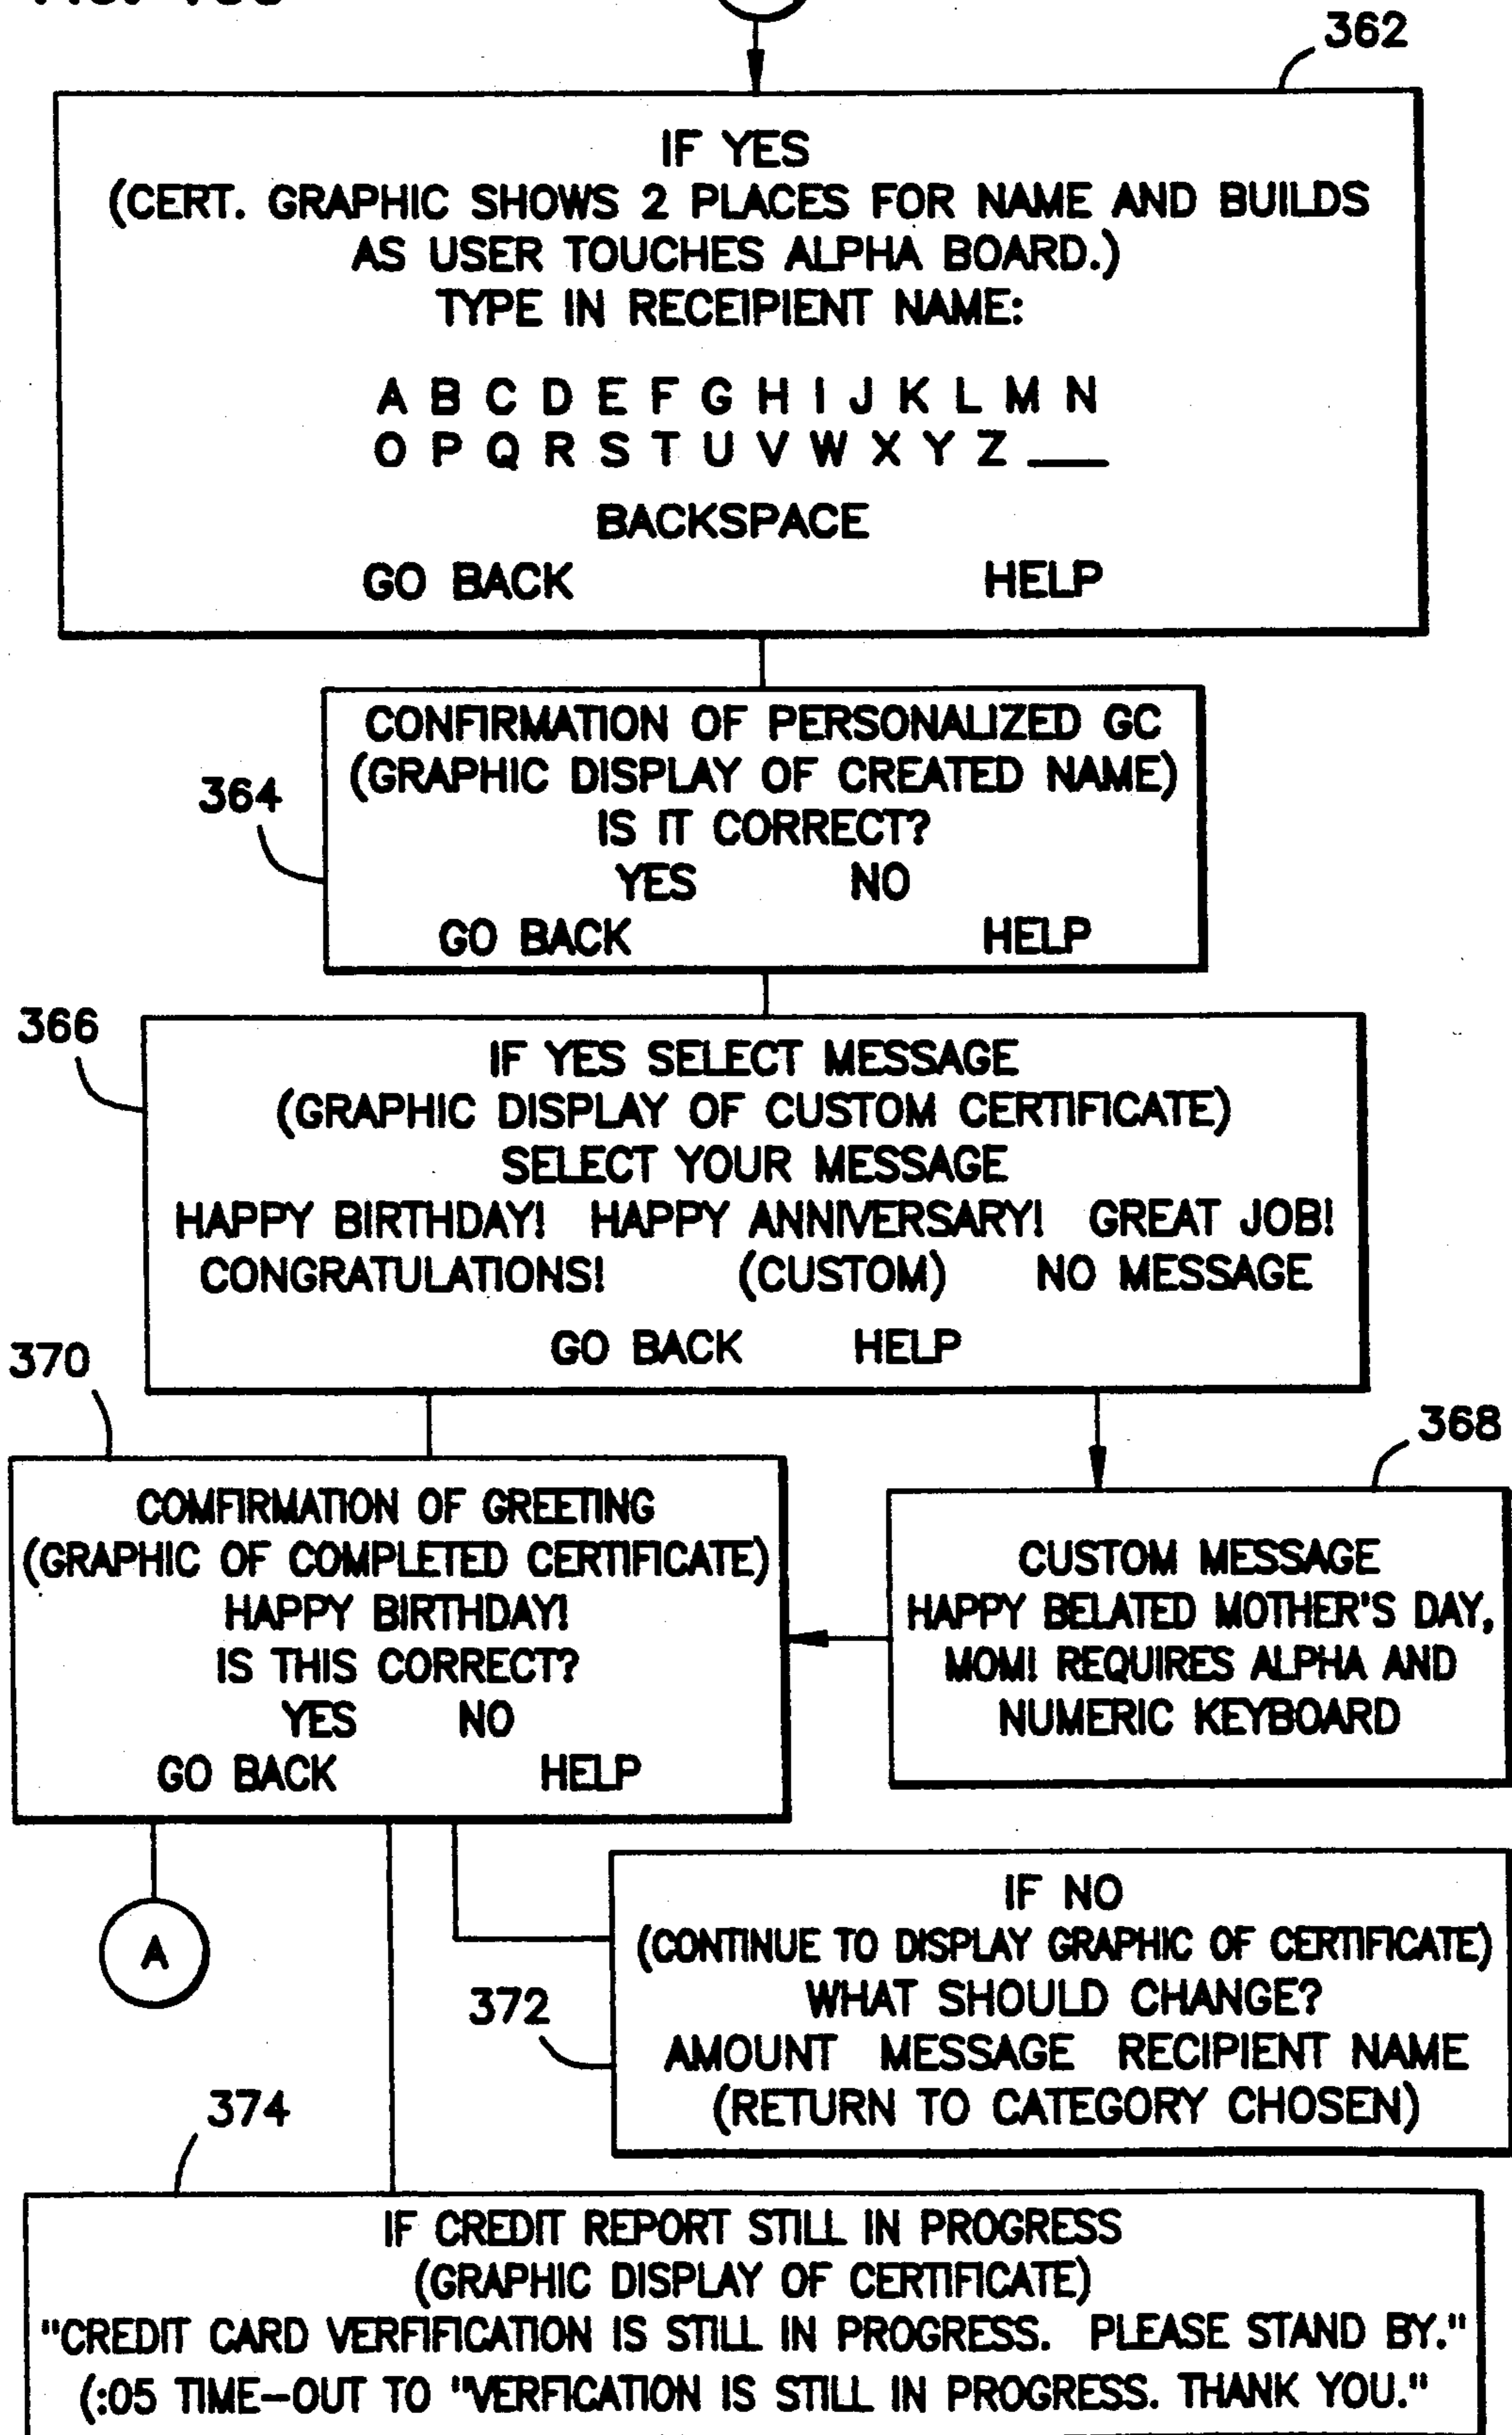 362
IF YES
(CERT. GRAPHIC SHOWS 2 PLACES FOR NAME AND BUILDS
AS USER TOUCHES ALPHA BOARD.)
TYPE IN RECEIPIENT NAME:
A B C D E F G H I J K L M N
O P Q R S T U V W X Y Z __
BACKSPACE
GO BACK HELP
364
CONFIRMATION OF PERSONALIZED GC
(GRAPHIC DISPLAY OF CREATED NAME)
IS IT CORRECT?
YES NO
GO BACK HELP
366
IF YES SELECT MESSAGE
(GRAPHIC DISPLAY OF CUSTOM CERTIFICATE)
SELECT YOUR MESSAGE
HAPPY BIRTHDAY! HAPPY ANNIVERSARY! GREAT JOB!
CONGRATULATIONS! (CUSTOM) NO MESSAGE
GO BACK HELP
370
COMFIRMATION OF GREETING
(GRAPHIC OF COMPLETED CERTIFICATE)
HAPPY BIRTHDAY!
IS THIS CORRECT?
YES NO
GO BACK HELP
368
CUSTOM MESSAGE
HAPPY BELATED MOTHER'S DAY,
MOM! REQUIRES ALPHA AND
NUMERIC KEYBOARD
A
372
IF NO
(CONTINUE TO DISPLAY GRAPHIC OF CERTIFICATE)
WHAT SHOULD CHANGE?
AMOUNT MESSAGE RECIPIENT NAME
(RETURN TO CATEGORY CHOSEN)
374
IF CREDIT REPORT STILL IN PROGRESS
(GRAPHIC DISPLAY OF CERTIFICATE)
"CREDIT CARD VERFIFICATION IS STILL IN PROGRESS. PLEASE STAND BY."
(:05 TIME-OUT TO "VERFICATION IS STILL IN PROGRESS. THANK YOU."